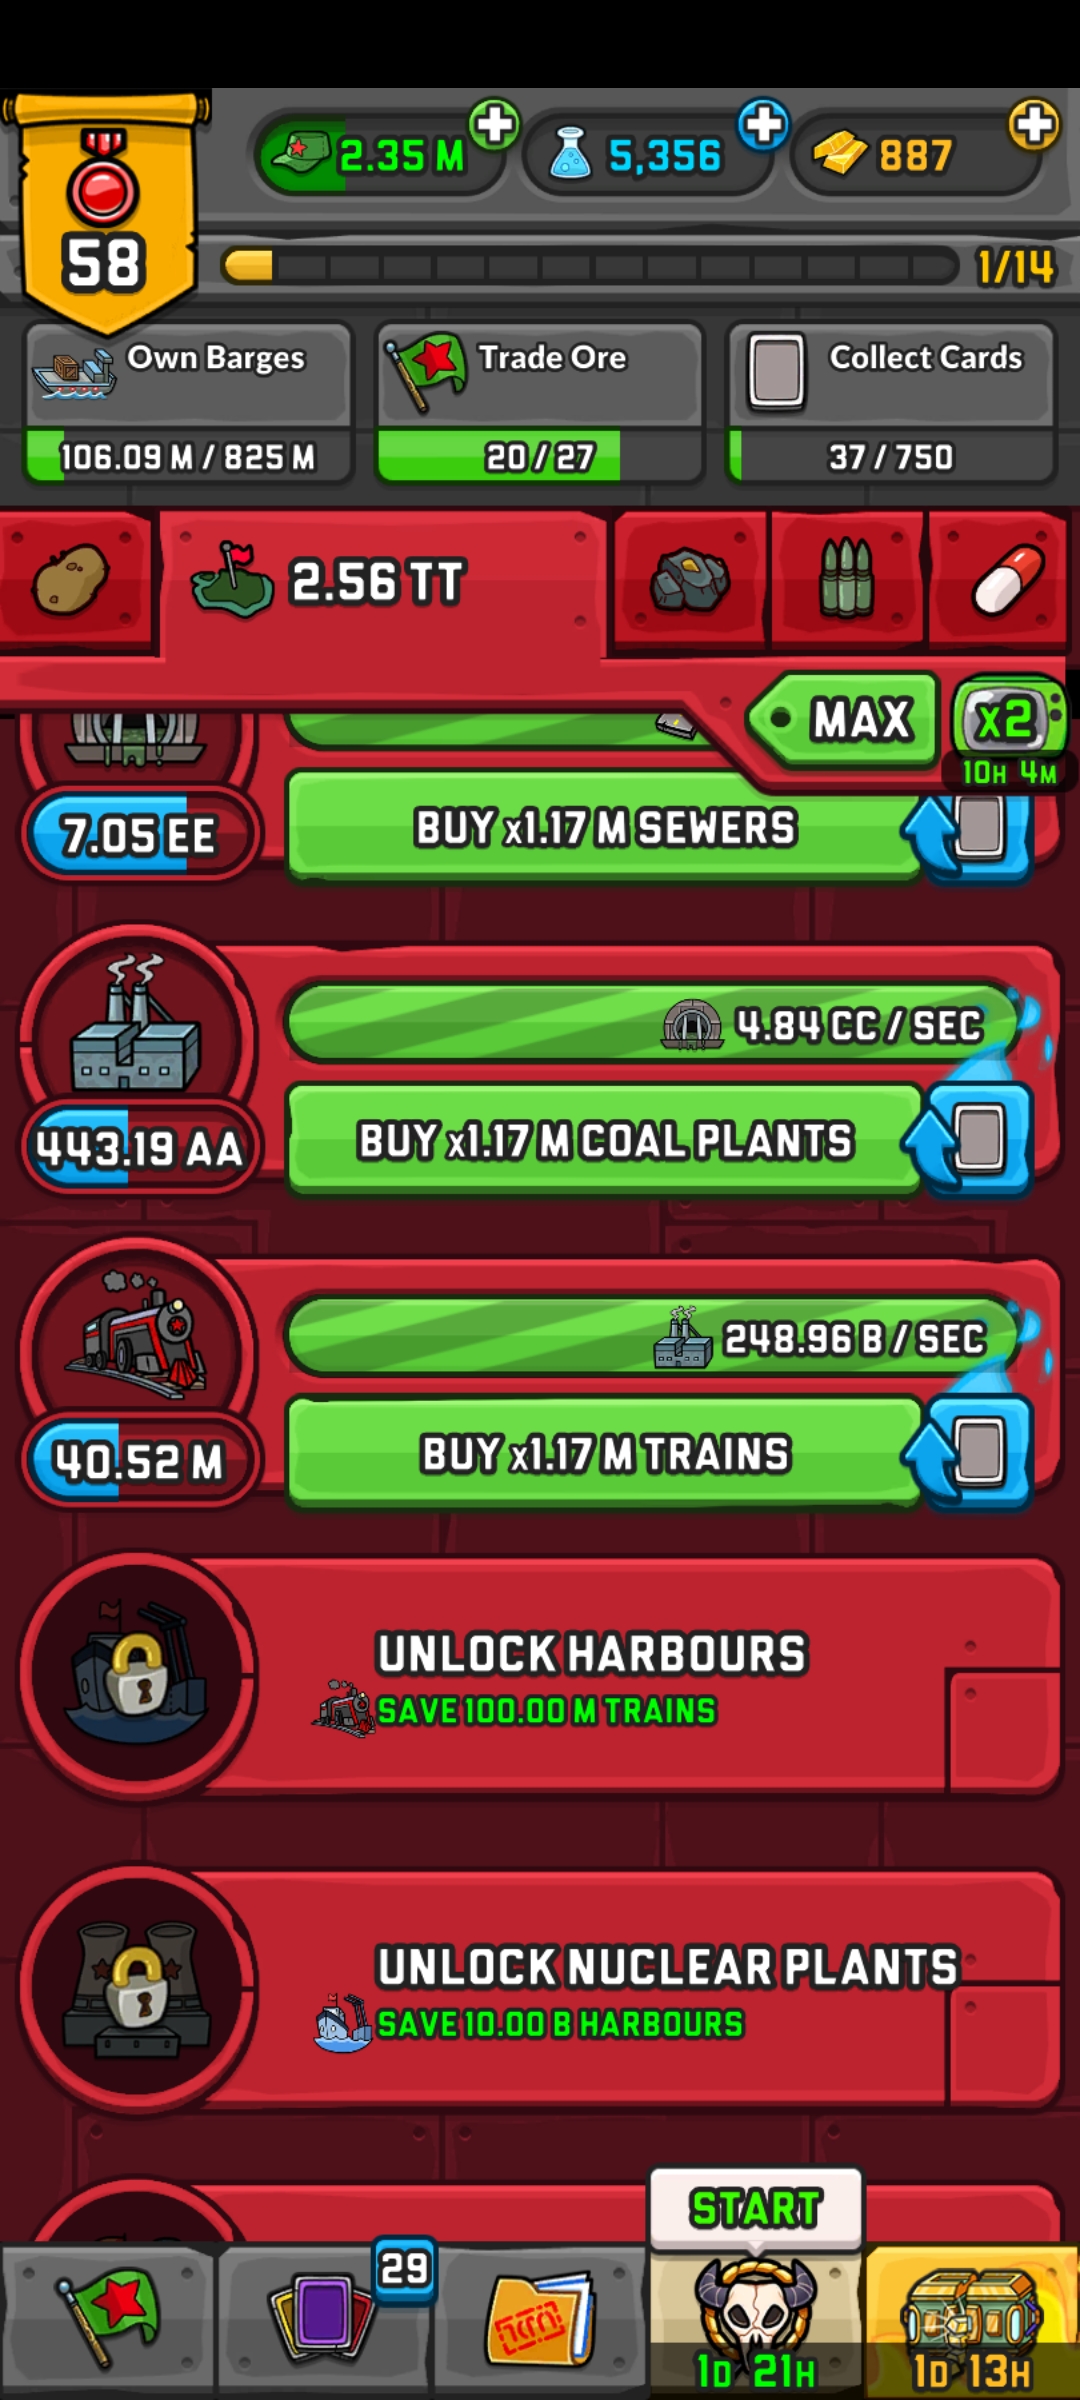 2.35 M
5,356
887
58
1/14
Own Barges
106.09 M / 825 M
Trade Ore
20 / 27
Collect Cards
37 / 750
2.56 TT
MAX
x2
10H 4M
7.05 EE
BUY x1.17 M SEWERS
4.84 CC / SEC
443.19 AA
BUY x1.17 M COAL PLANTS
248.96 B / SEC
40.52 M
BUY x1.17 M TRAINS
UNLOCK HARBOURS
SAVE 100.00 M TRAINS
UNLOCK NUCLEAR PLANTS
SAVE 10.00 B HARBOURS
START
29
1D 21H
1D 13H